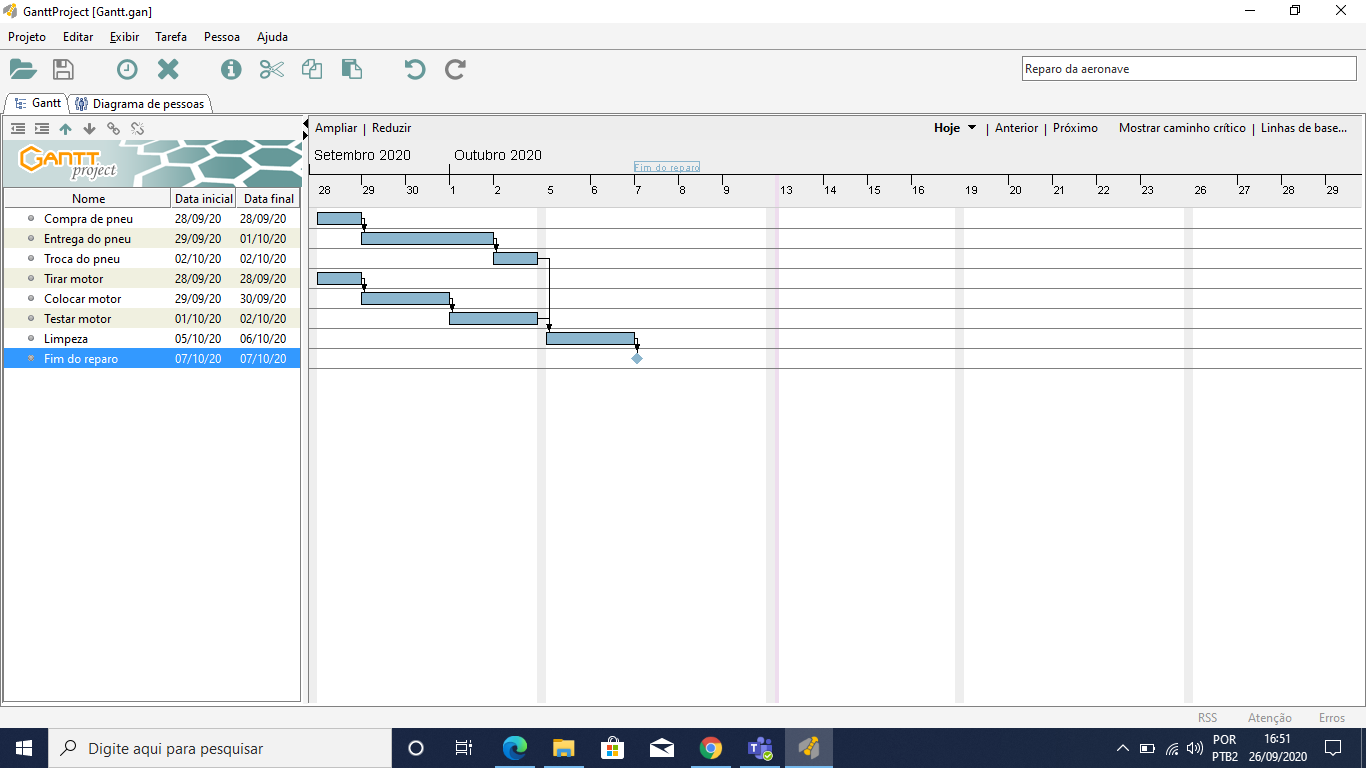 GanttProject [Gantt.gan]
Projeto Editar Exibir Tarefa Pessoa Ajuda
Reparo da aeronave
Gantt Diagrama de pessoas
Ampliar | Reduzir Hoje | Anterior | Próximo Mostrar caminho crítico | Linhas de base...
GANTT project
Setembro 2020 Outubro 2020
Fim do reparo
28 29 30 1 2 5 6 7 8 9 13 14 15 16 19 20 21 22 23 26 27 28 29
Nome Data inicial Data final
Compra de pneu 28/09/20 28/09/20
Entrega do pneu 29/09/20 01/10/20
Troca do pneu 02/10/20 02/10/20
Tirar motor 28/09/20 28/09/20
Colocar motor 29/09/20 30/09/20
Testar motor 01/10/20 02/10/20
Limpeza 05/10/20 06/10/20
Fim do reparo 07/10/20 07/10/20
RSS Atenção Erros
Digite aqui para pesquisar
POR 16:51
PTB2 26/09/2020